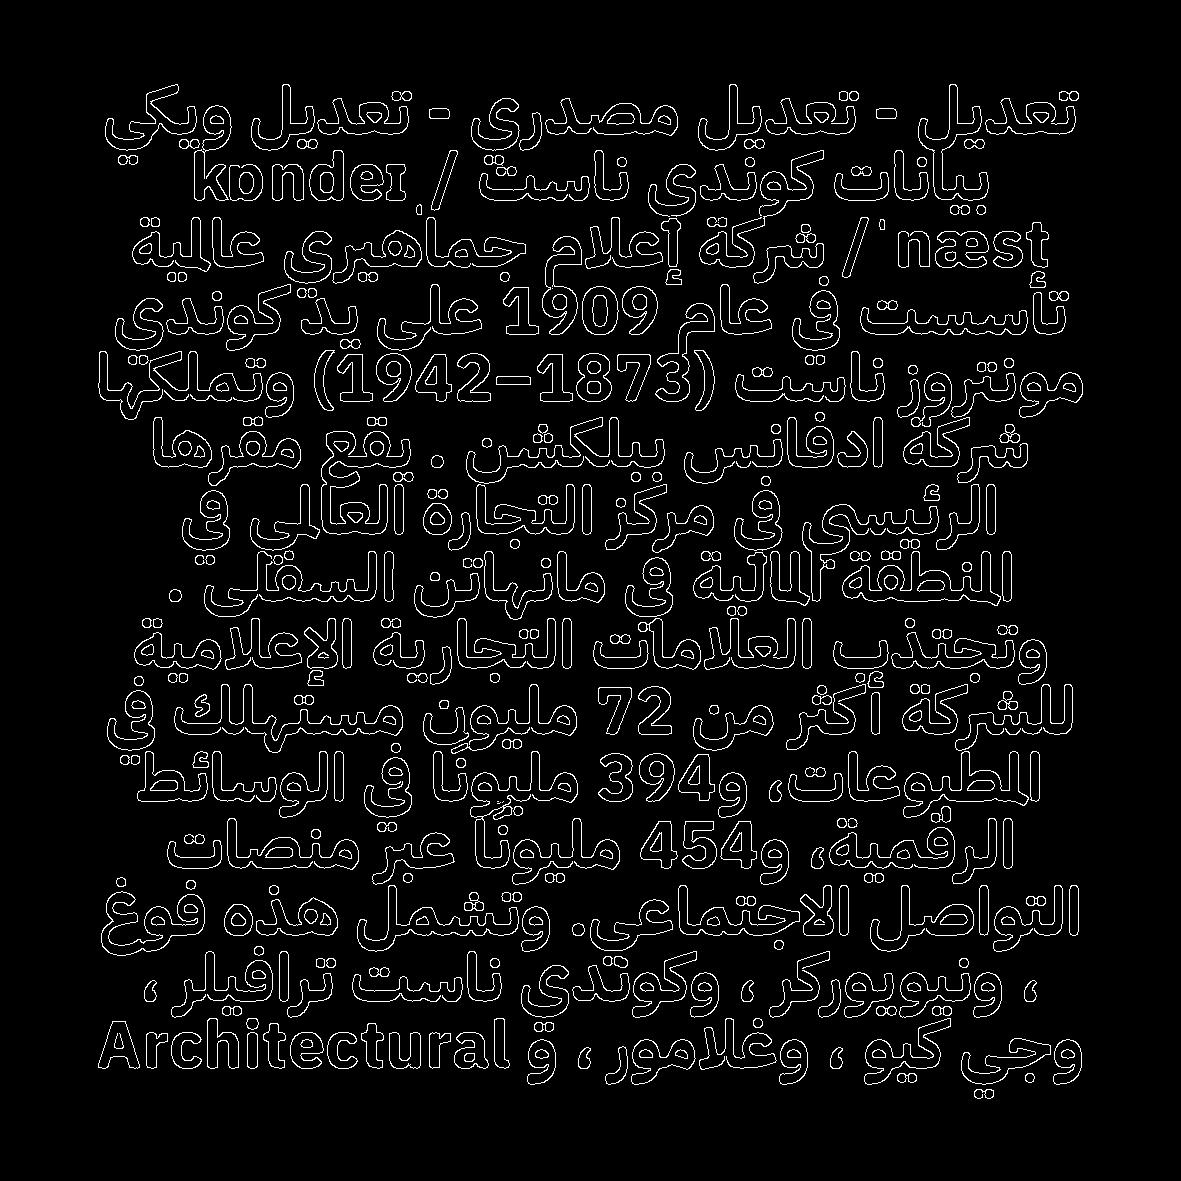 تعديل - تعديل مصدري - تعديل ويكي
بيانات كوندي ناست / ˌkɒndeɪ
ˈnæst/ شركة إعلام جماهيري عالمية
تأسست في عام 1909 على يدّ كوندي
مونتروز ناست (1873–1942) وتملكها
شركة ادفانس ببلكشن . يقع مقرها
الرئيسي في مركز التجارة العالمي في
المنطقة المالية في مانهاتن السفلى .
وتجتذب العلامات التجارية الإعلامية
للشركة أكثر من 72 مليون مستهلك في
المطبوعات، و394 مليونًا في الوسائط
الرقمية، و454 مليونًا عبر منصات
التواصل الاجتماعي. وتشمل هذه فوغ
، ونيويوركر ، وكوندي ناست ترافيلر ،
وجي كيو ، وغلامور ، و Architectural